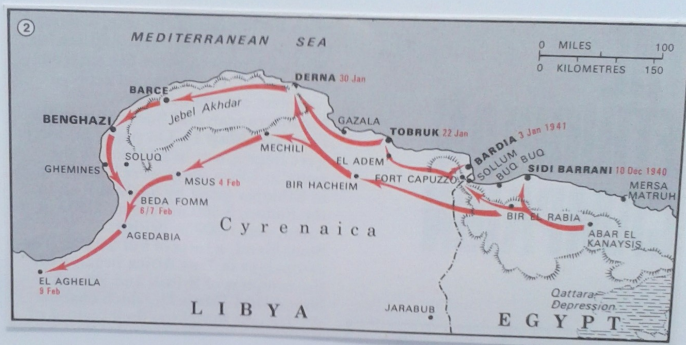 2
MEDITERRANEAN SEA
0 MILES 100
0 KILOMETRES 150
DERNA 30 Jan
BARCE
Jebel Akhdar
BENGHAZI
GAZALA
TOBRUK 22 Jan
BARDIA 3 Jan 1941
SOLLUM
BUQ BUQ
SIDI BARRANI 10 Dec 1940
MERSA
MATRUH
MECHILI
EL ADEM
FORT CAPUZZO
SOLUQ
GHEMINES
MSUS 4 Feb
BIR HACHEIM
BEDA FOMM
6/7 Feb
BIR EL RABIA
ABAR EL
KANAYSIS
Cyrenaica
AGEDABIA
EL AGHEILA
9 Feb
Qattara
Depression
JARABUB
LIBYA
EGYPT